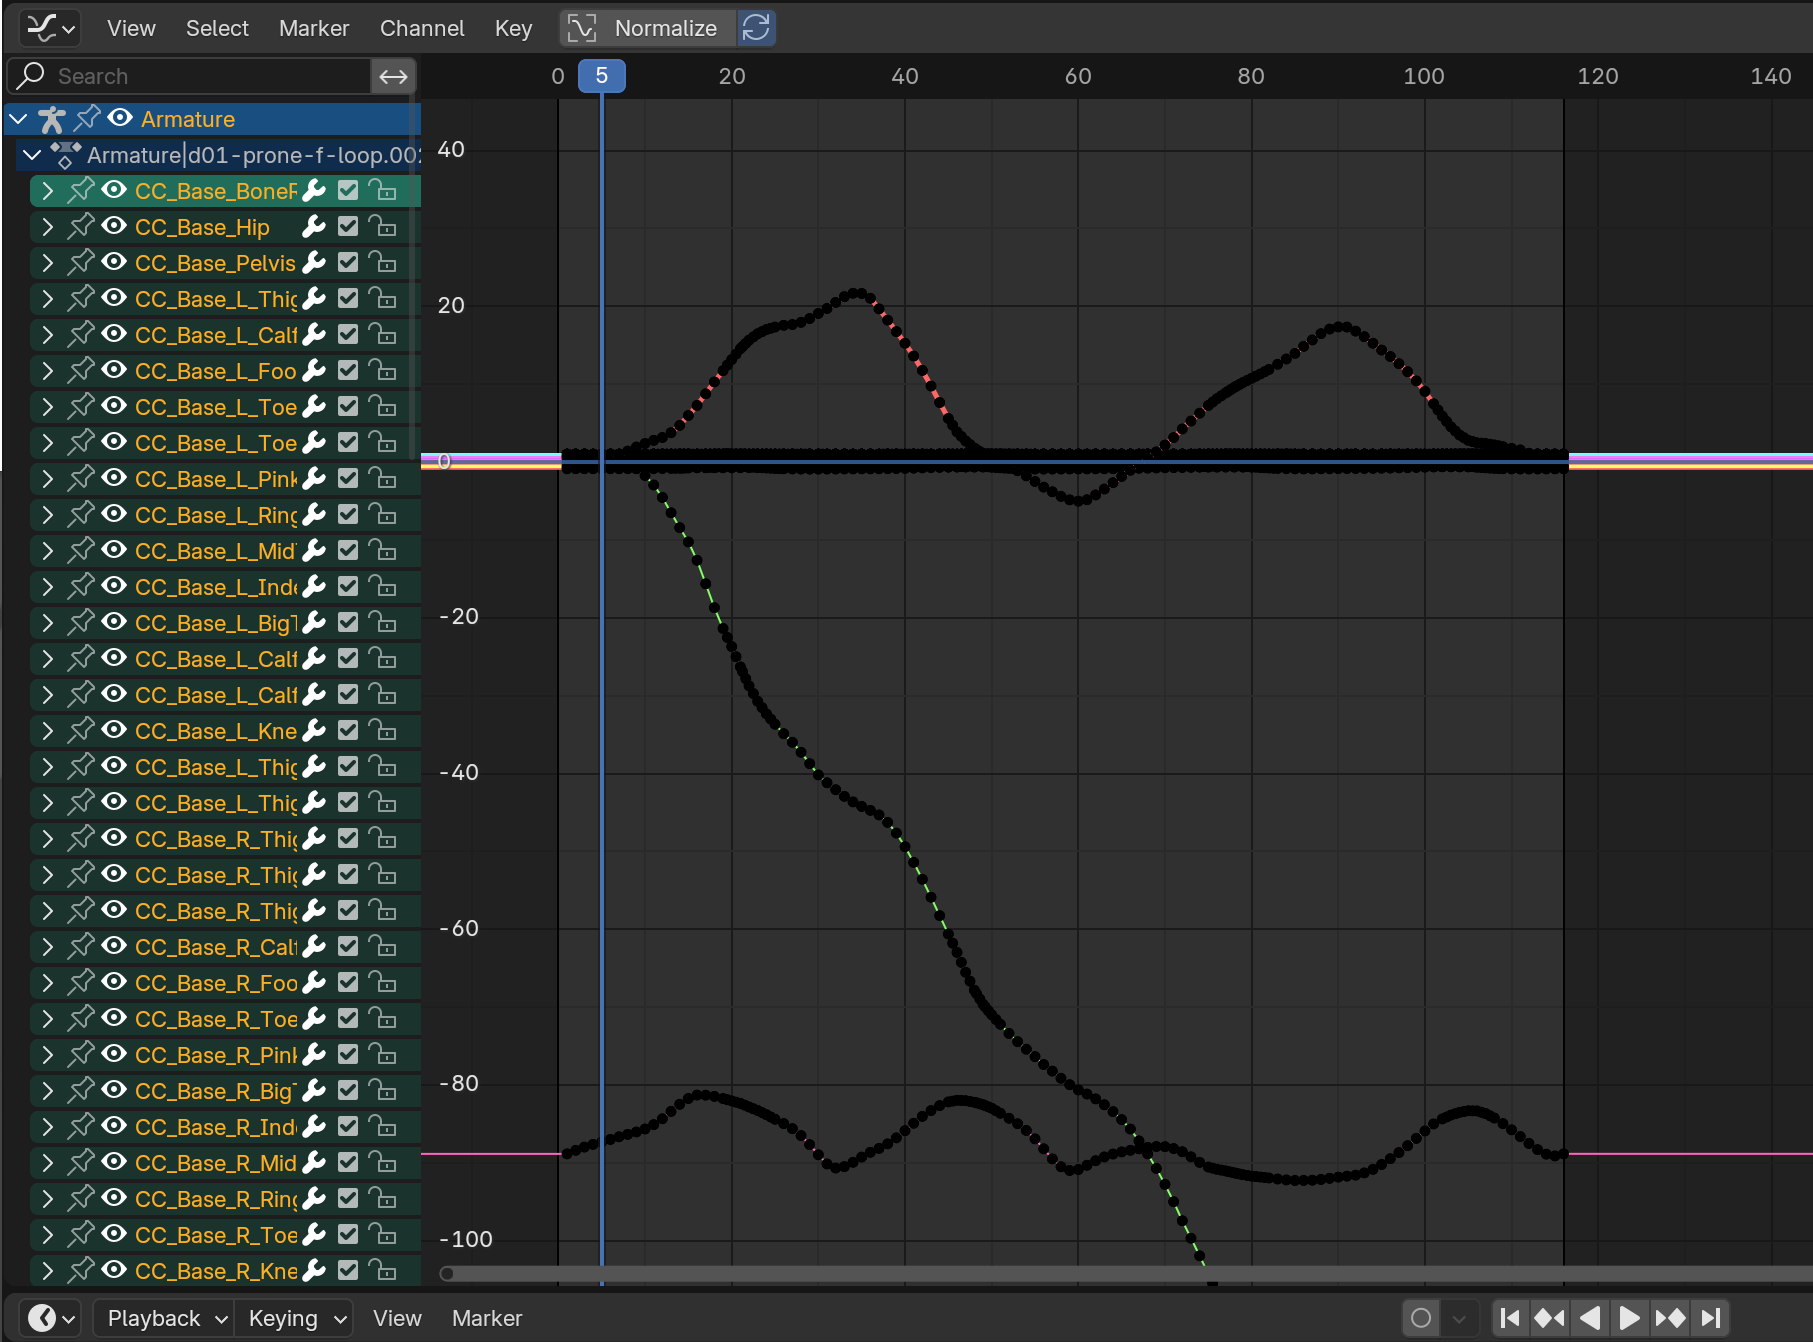 View Select Marker Channel Key Normalize
Search
0 5 20 40 60 80 100 120 140
Armature
Armature|d01-prone-f-loop.00
CC_Base_Bone
CC_Base_Hip
CC_Base_Pelvis
CC_Base_L_Thig
CC_Base_L_Calf
CC_Base_L_Foo
CC_Base_L_Toe
CC_Base_L_Toe
CC_Base_L_Pink
CC_Base_L_Ring
CC_Base_L_Mid
CC_Base_L_Inde
CC_Base_L_BigT
CC_Base_L_Calf
CC_Base_L_Calf
CC_Base_L_Kne
CC_Base_L_Thig
CC_Base_L_Thig
CC_Base_R_Thig
CC_Base_R_Thig
CC_Base_R_Thig
CC_Base_R_Calf
CC_Base_R_Foo
CC_Base_R_Toe
CC_Base_R_Pink
CC_Base_R_BigT
CC_Base_R_Inde
CC_Base_R_Mid
CC_Base_R_Ring
CC_Base_R_Toe
CC_Base_R_Kne
40
20
0
-20
-40
-60
-80
-100
Playback Keying View Marker